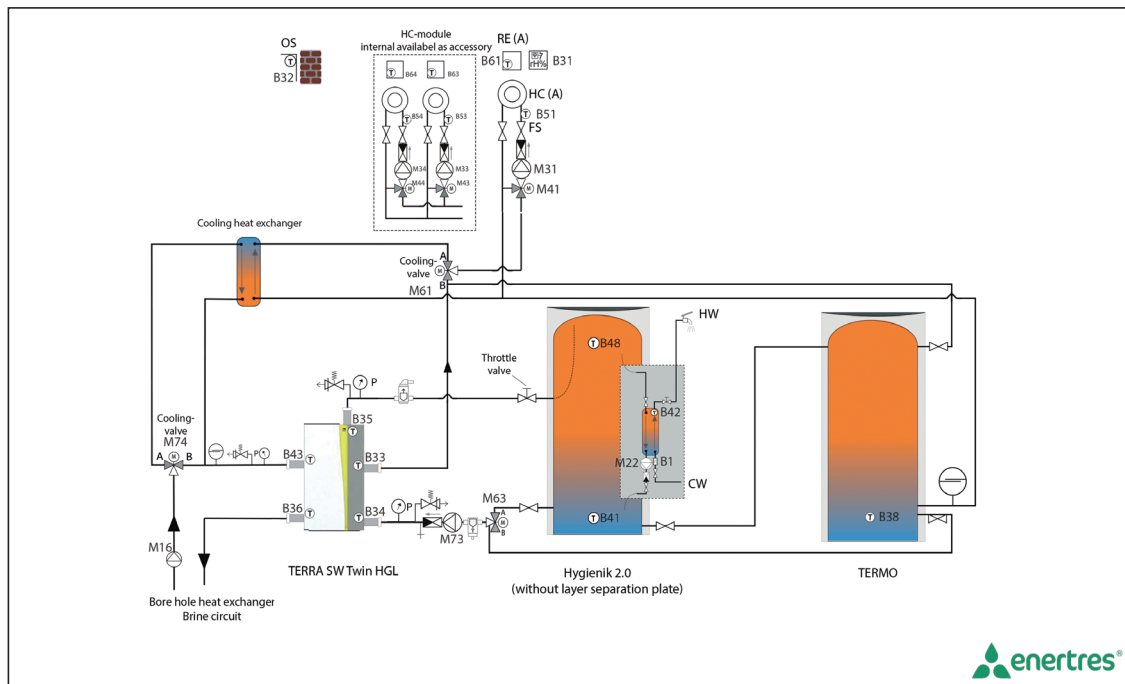 OS
T
B32
HC-module
internal availabel as accessory
T
B64
T
B63
RE (A)
B61
T
rH%
B31
HC (A)
T
B54
T
B53
T
B51
FS
M34
M33
M31
M44
M
M
M43
M
M41
Cooling heat exchanger
Cooling-
valve
M
A
B
M61
HW
T
B48
Throttle
valve
P
B35
T
T
B42
Cooling-
valve
M74
A
M
B
P
B43
T
T
B33
M22
B1
CW
B36
T
T
B34
P
M73
M63
A
M
B
T
B41
T
B38
M16
TERRA SW Twin HGL
Hygienik 2.0
(without layer separation plate)
TERMO
Bore hole heat exchanger
Brine circuit
enertres®